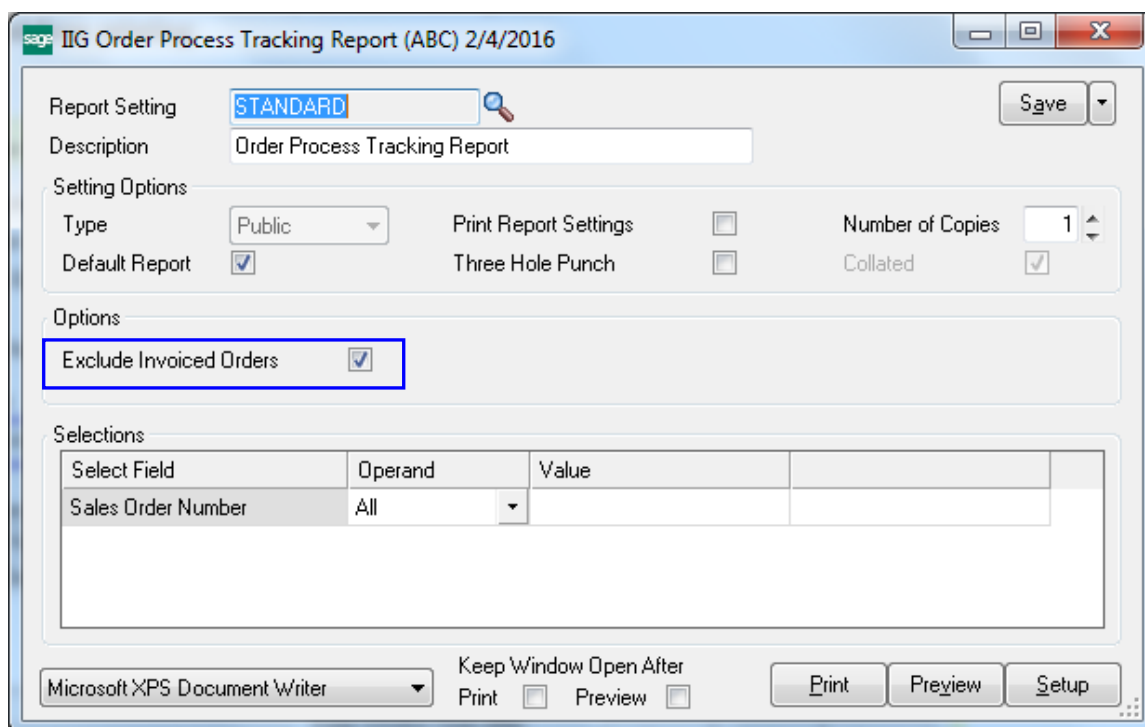 sage IIG Order Process Tracking Report (ABC) 2/4/2016
Report Setting STANDARD Save
Description Order Process Tracking Report
Setting Options
Type Public Print Report Settings Number of Copies 1
Default Report Three Hole Punch Collated
Options
Exclude Invoiced Orders
Selections
Select Field Operand Value
Sales Order Number All
Microsoft XPS Document Writer Keep Window Open After Print Preview Print Preview Setup